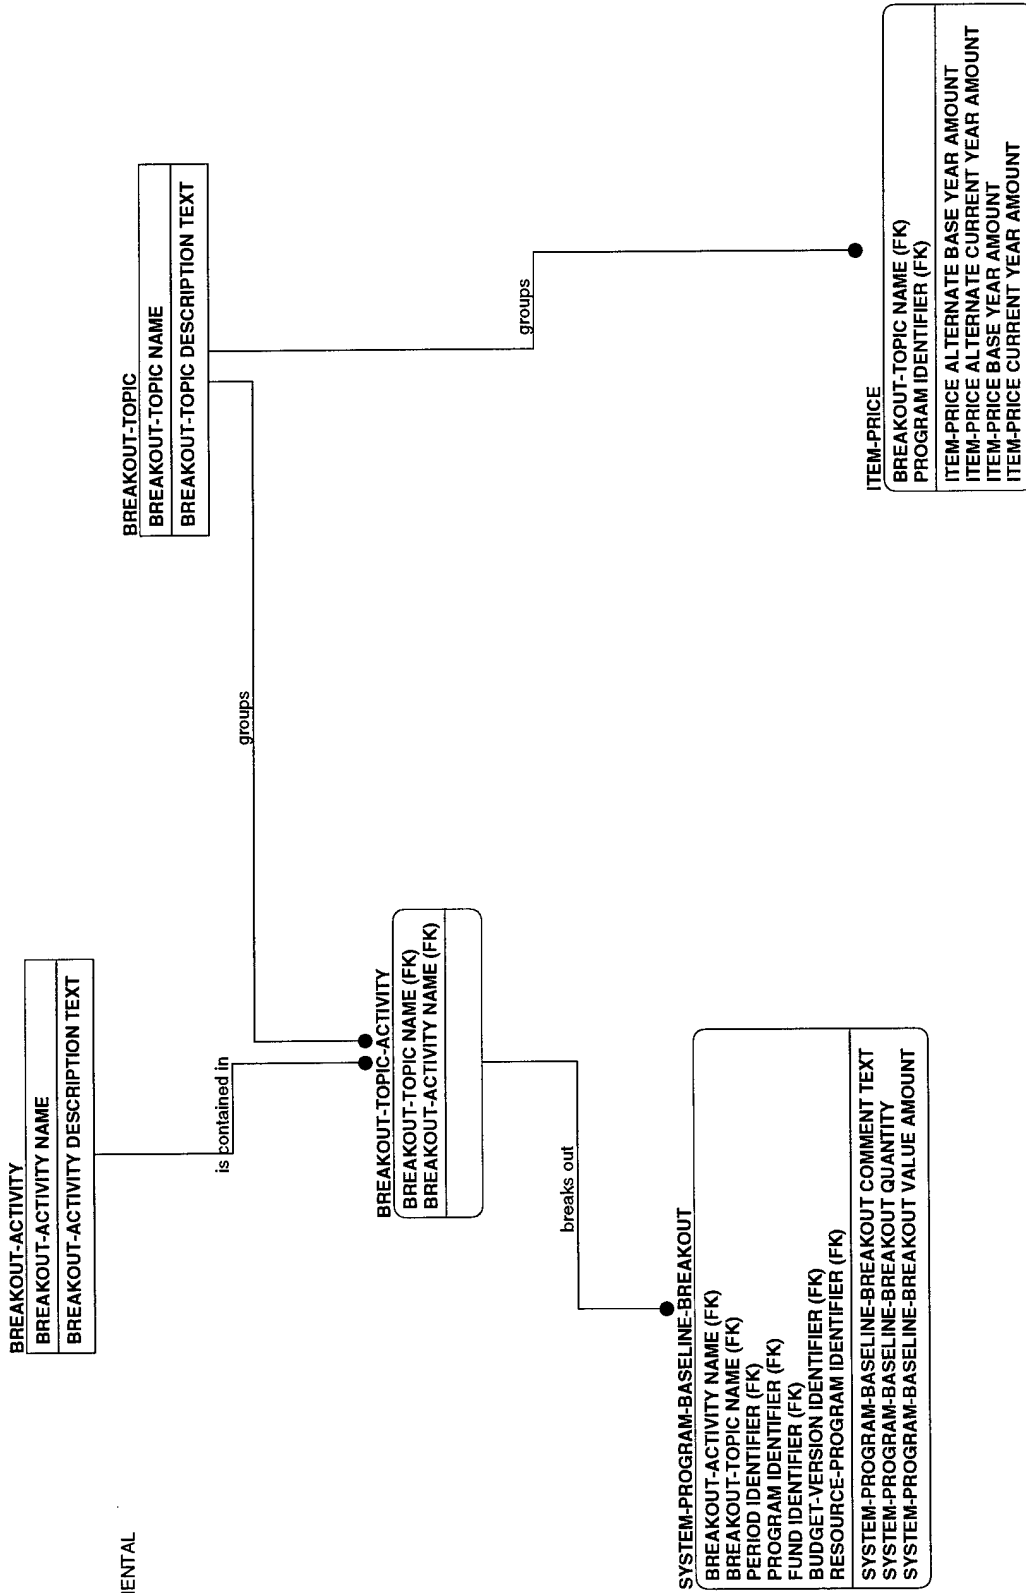 IENTAL
BREAKOUT-ACTIVITY
BREAKOUT-ACTIVITY NAME
BREAKOUT-ACTIVITY DESCRIPTION TEXT
is contained in
BREAKOUT-TOPIC
BREAKOUT-TOPIC NAME
BREAKOUT-TOPIC DESCRIPTION TEXT
groups
groups
BREAKOUT-TOPIC-ACTIVITY
BREAKOUT-TOPIC NAME (FK)
BREAKOUT-ACTIVITY NAME (FK)
breaks out
SYSTEM-PROGRAM-BASELINE-BREAKOUT
BREAKOUT-ACTIVITY NAME (FK)
BREAKOUT-TOPIC NAME (FK)
PERIOD IDENTIFIER (FK)
PROGRAM IDENTIFIER (FK)
FUND IDENTIFIER (FK)
BUDGET-VERSION IDENTIFIER (FK)
RESOURCE-PROGRAM IDENTIFIER (FK)
SYSTEM-PROGRAM-BASELINE-BREAKOUT COMMENT TEXT
SYSTEM-PROGRAM-BASELINE-BREAKOUT QUANTITY
SYSTEM-PROGRAM-BASELINE-BREAKOUT VALUE AMOUNT
ITEM-PRICE
BREAKOUT-TOPIC NAME (FK)
PROGRAM IDENTIFIER (FK)
ITEM-PRICE ALTERNATE BASE YEAR AMOUNT
ITEM-PRICE ALTERNATE CURRENT YEAR AMOUNT
ITEM-PRICE BASE YEAR AMOUNT
ITEM-PRICE CURRENT YEAR AMOUNT